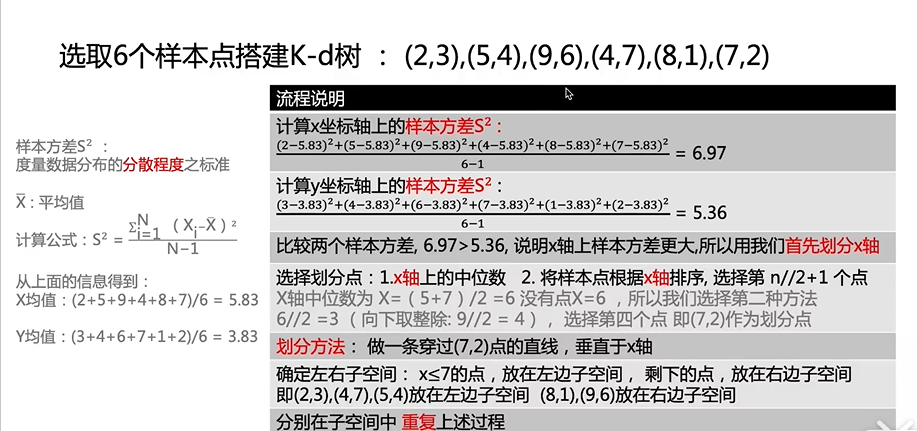 选取6个样本点搭建K-d树 : (2,3),(5,4),(9,6),(4,7),(8,1),(7,2)
样本方差S² :
度量数据分布的分散程度之标准
X̅ : 平均值
计算公式 : S² = Σᴺᵢ₌₁ (Xᵢ−X̅)² / N−1
从上面的信息得到 :
X均值 : (2+5+9+4+8+7)/6 = 5.83
Y均值 : (3+4+6+7+1+2)/6 = 3.83
流程说明
计算x坐标轴上的样本方差S² :
(2−5.83)²+(5−5.83)²+(9−5.83)²+(4−5.83)²+(8−5.83)²+(7−5.83)² / 6−1 = 6.97
计算y坐标轴上的样本方差S² :
(3−3.83)²+(4−3.83)²+(6−3.83)²+(7−3.83)²+(1−3.83)²+(2−3.83)² / 6−1 = 5.36
比较两个样本方差, 6.97>5.36, 说明x轴上样本方差更大,所以用我们首先划分x轴
选择划分点 : 1.x轴上的中位数 2. 将样本点根据x轴排序, 选择第 n//2+1 个点
X轴中位数为 X=（5+7）/2 =6 没有点X=6 ，所以我们选择第二种方法
6//2 =3 （ 向下取整除: 9//2 = 4 ） ， 选择第四个点 即(7,2)作为划分点
划分方法 : 做一条穿过(7,2)点的直线，垂直于x轴
确定左右子空间 : x≤7的点，放在左边子空间 ， 剩下的点，放在右边子空间
即(2,3),(4,7),(5,4)放在左边子空间 (8,1),(9,6)放在右边子空间
分别在子空间中 重复上述过程